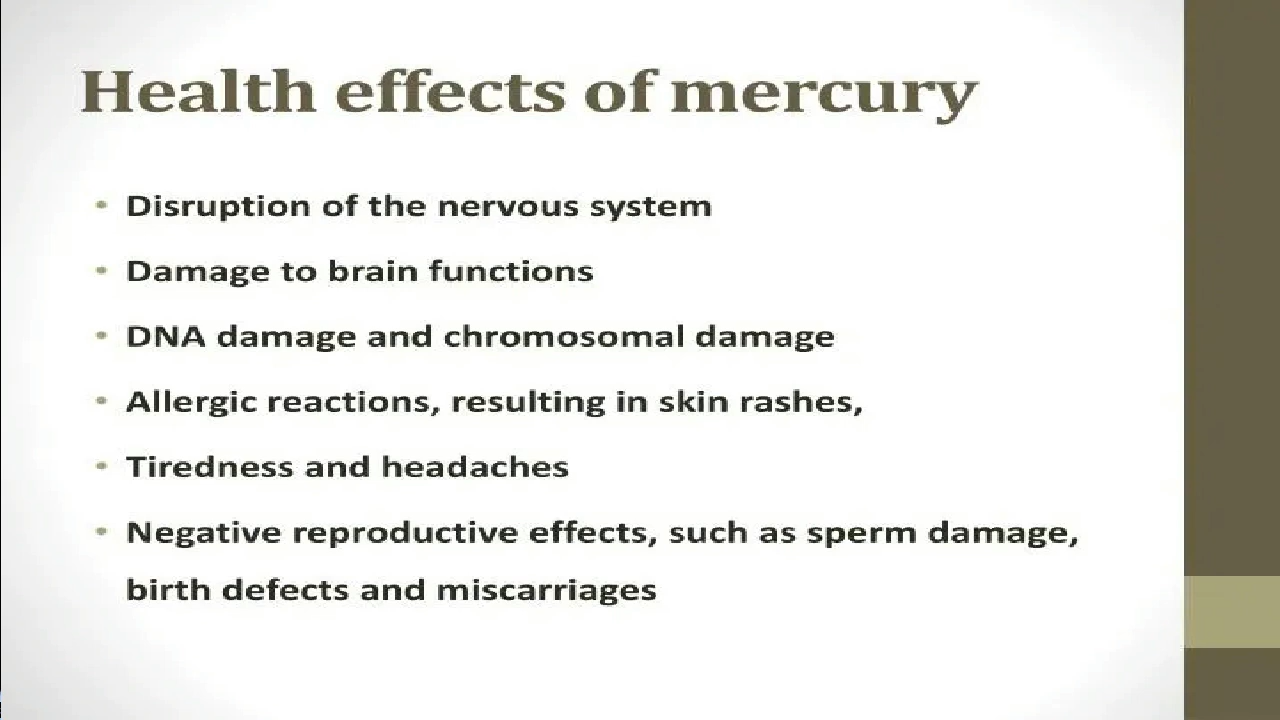 Health effects of mercury
• Disruption of the nervous system
• Damage to brain functions
• DNA damage and chromosomal damage
• Allergic reactions, resulting in skin rashes,
• Tiredness and headaches
• Negative reproductive effects, such as sperm damage,
birth defects and miscarriages